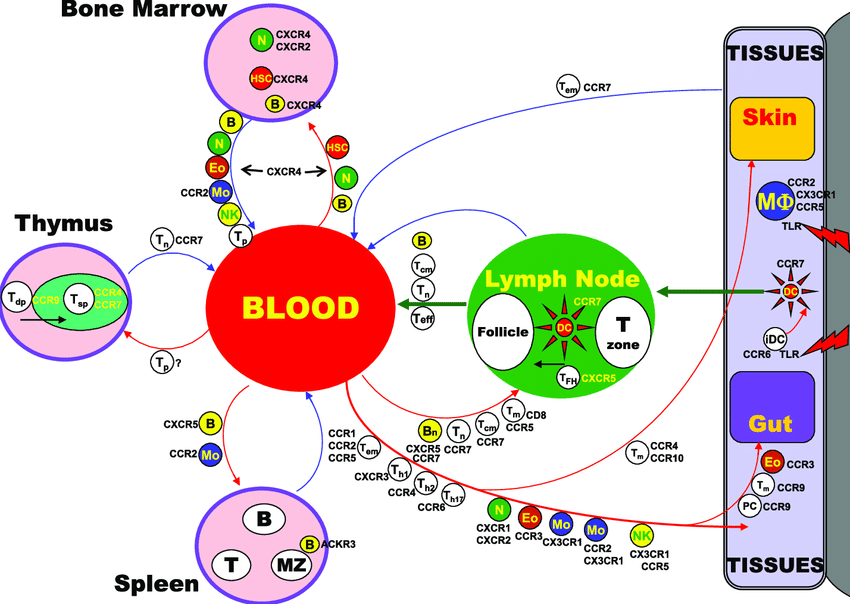 Bone Marrow
N
CXCR4
CXCR2
HSC
CXCR4
B
CXCR4
B
N
Eo
CCR2
Mo
NK
Tp
CXCR4
HSC
N
B
Thymus
Tdp
CCR9
Tsp
CCR4
CCR7
Tn
CCR7
Tp
?
BLOOD
CXCR5
B
CCR2
Mo
Spleen
B
T
MZ
B
ACKR3
Tem
CCR7
B
Tcm
Tn
Teff
Lymph Node
Follicle
CCR7
DC
T
zone
TFH
CXCR5
Bn
CXCR5
CCR7
Tn
CCR7
Tcm
CCR7
Tm
CD8
CCR5
CCR1
CCR2
CCR5
Tem
CXCR3
Th1
CCR4
Th2
CCR6
Th17
N
CXCR1
CXCR2
Eo
CCR3
Mo
CX3CR1
Mo
CCR2
CX3CR1
NK
CX3CR1
CCR5
Tm
CCR4
CCR10
TISSUES
Skin
MΦ
CCR2
CX3CR1
CCR5
TLR
CCR7
DC
iDC
CCR6
TLR
Gut
Eo
CCR3
Tm
CCR9
PC
CCR9
TISSUES